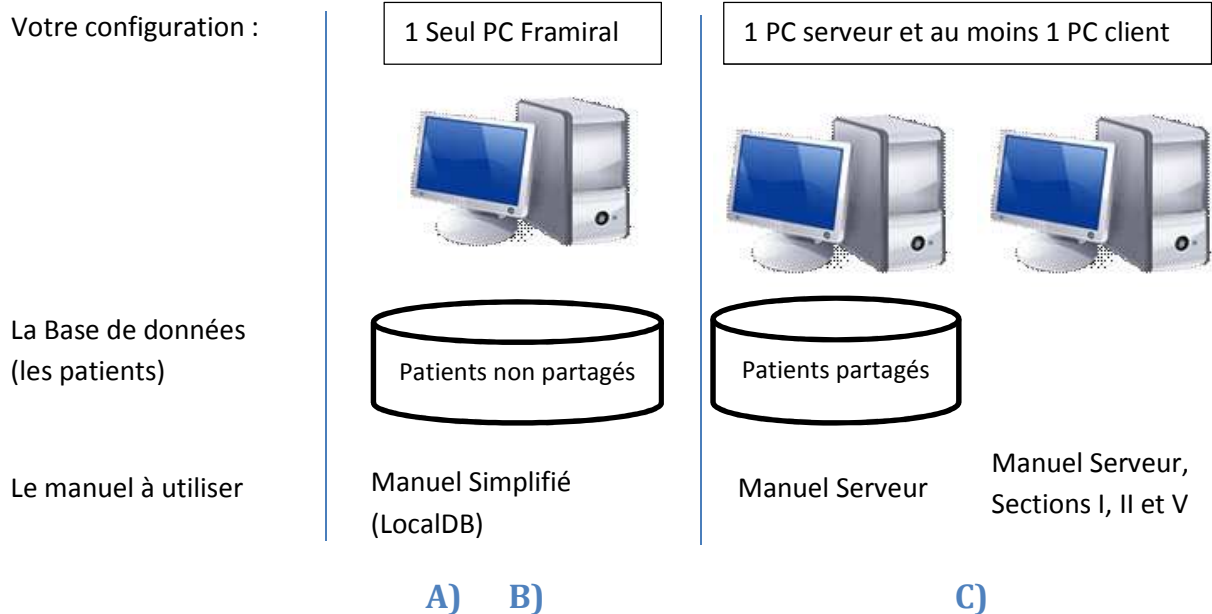 Votre configuration :
1 Seul PC Framiral
1 PC serveur et au moins 1 PC client
La Base de données
(les patients)
Patients non partagés
Patients partagés
Le manuel à utiliser
Manuel Simplifié
(LocalDB)
Manuel Serveur
Manuel Serveur,
Sections I, II et V
A) B)
C)